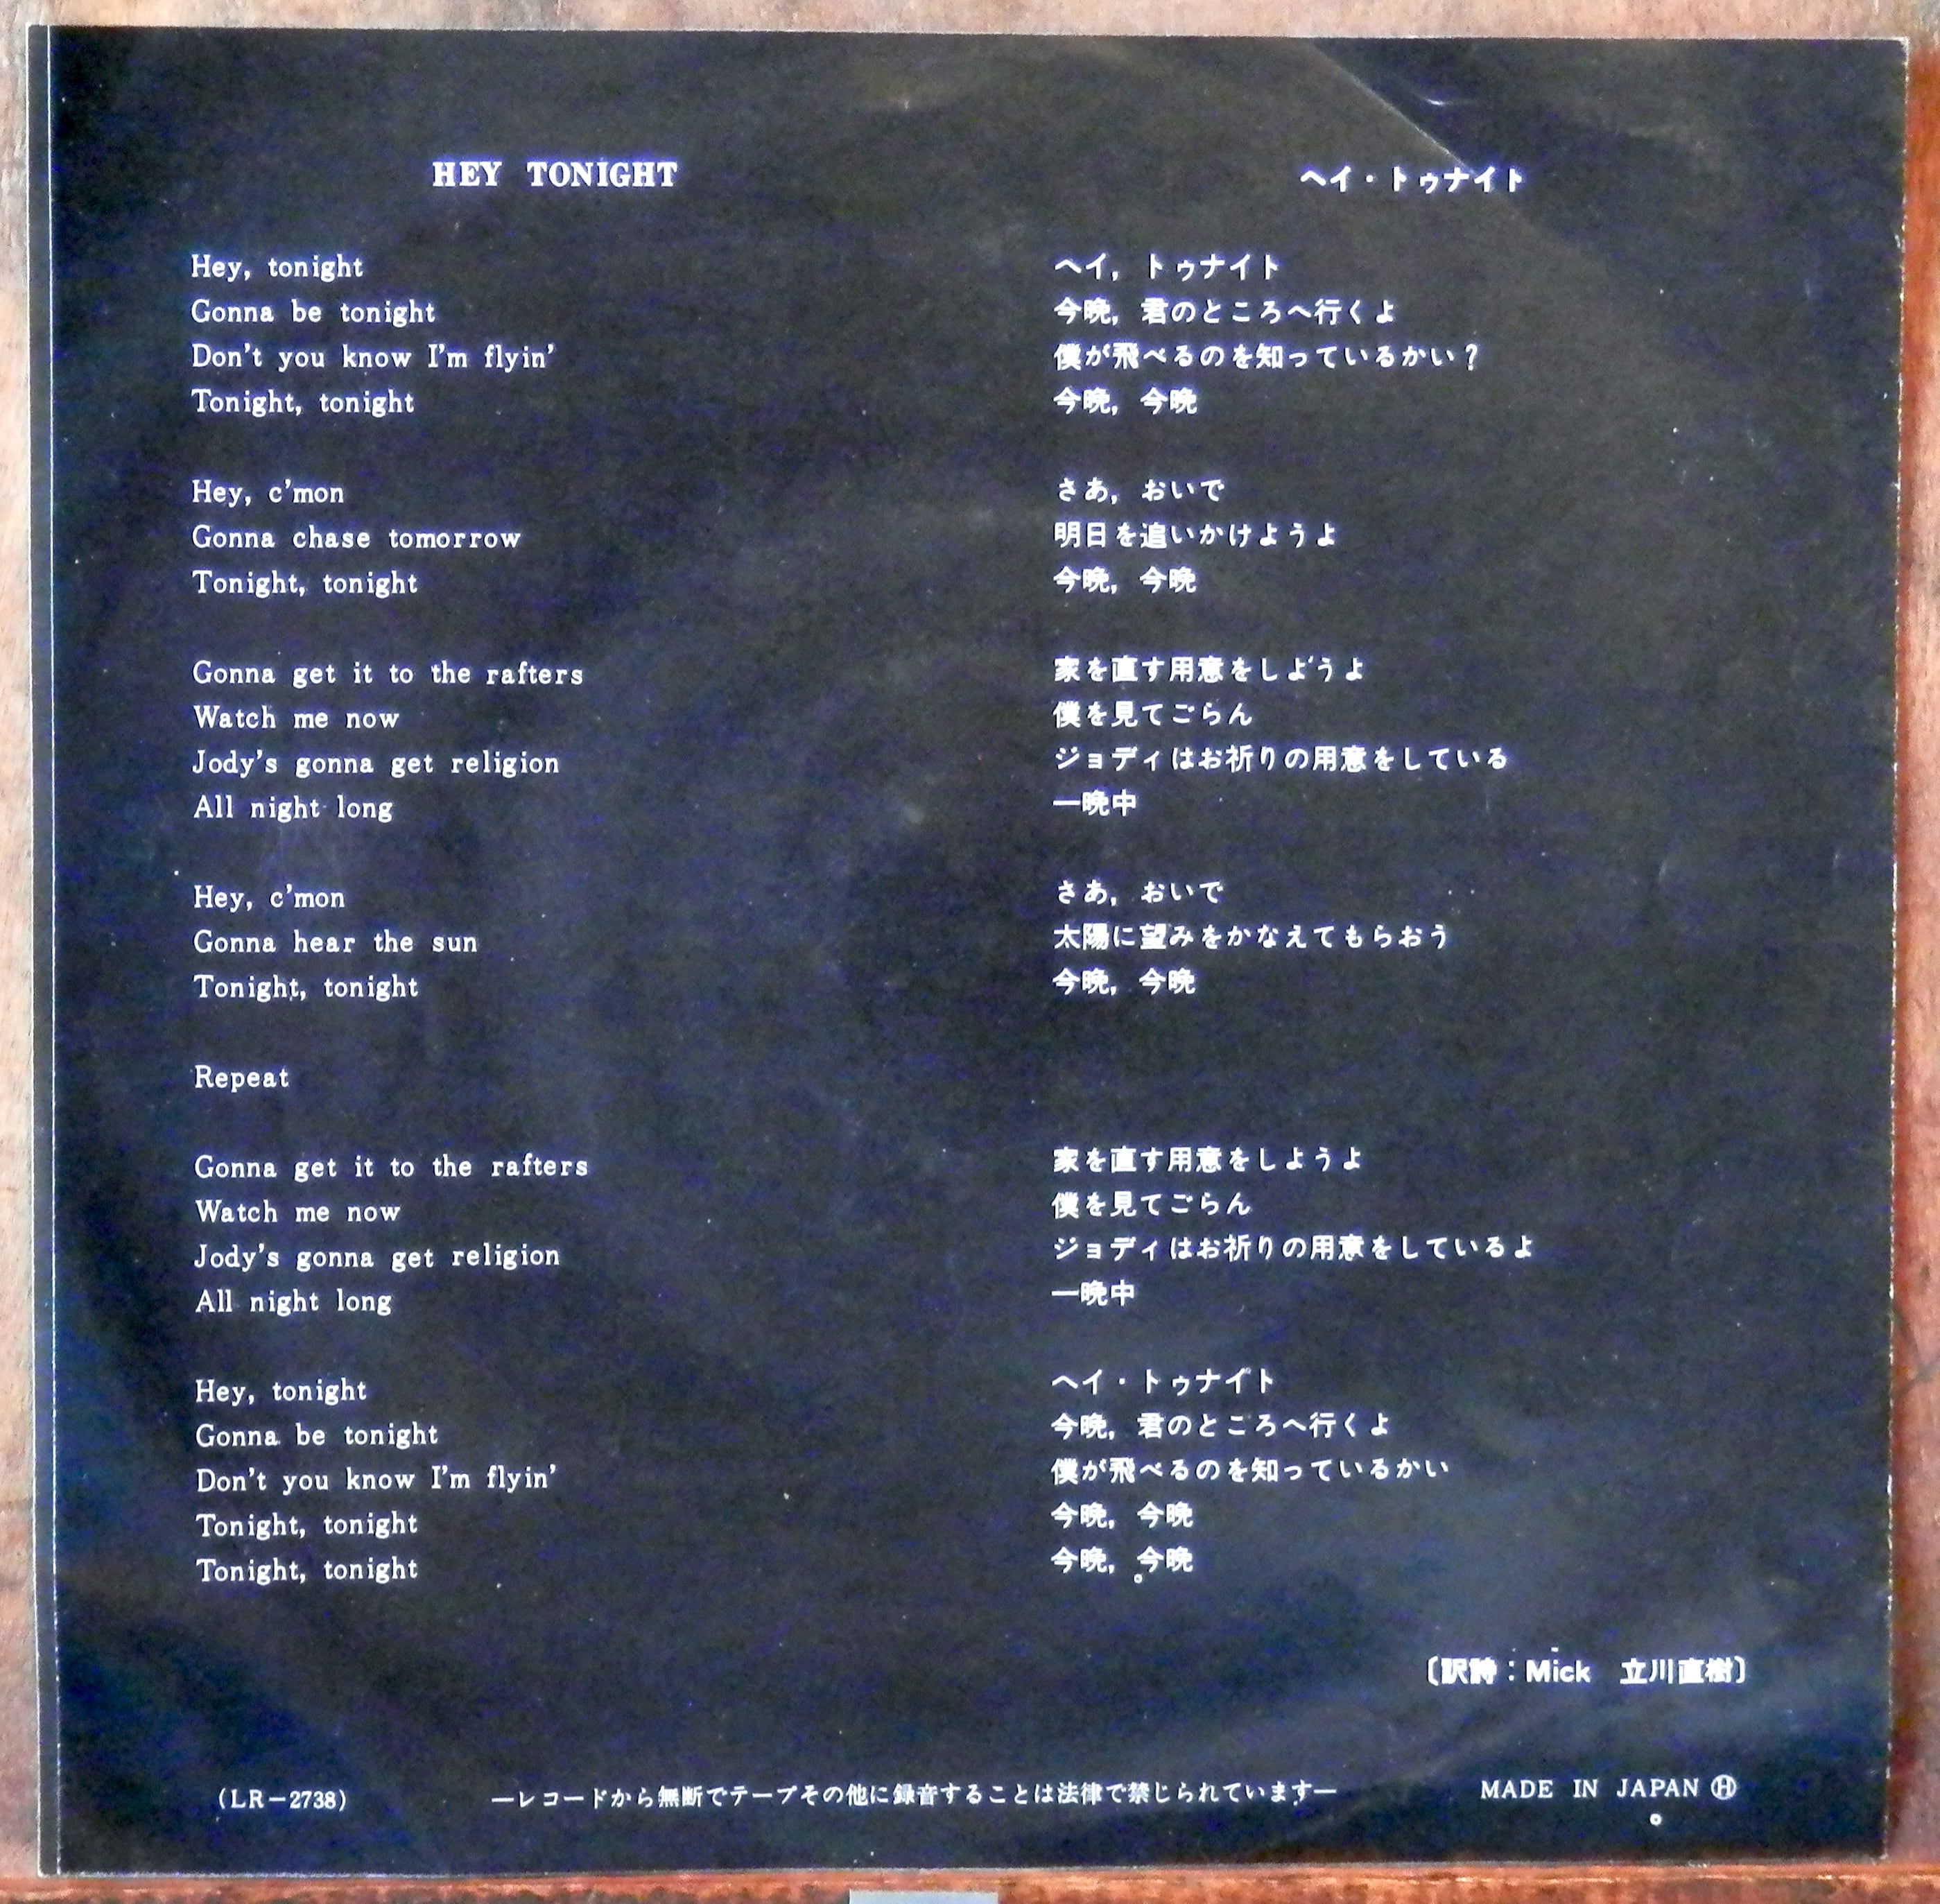 HEY TONIGHT
Hey, tonight
Gonna be tonight
Don't you know I'm flyin'
Tonight, tonight
Hey, c'mon
Gonna chase tomorrow
Tonight, tonight
Gonna get it to the rafters
Watch me now
Jody's gonna get religion
All night long
Hey, c'mon
Gonna hear the sun
Tonight, tonight
Repeat
Gonna get it to the rafters
Watch me now
Jody's gonna get religion
All night long
Hey, tonight
Gonna be tonight
Don't you know I'm flyin'
Tonight, tonight
Tonight, tonight
ヘイ・トゥナイト
ヘイ, トゥナイト
今晩, 君のところへ行くよ
僕が飛べるのを知っているかい?
今晩, 今晩
さあ, おいで
明日を追いかけようよ
今晩, 今晩
家を直す用意をしようよ
僕を見てごらん
ジョディはお祈りの用意をしている
一晩中
さあ, おいで
太陽に望みをかなえてもらおう
今晩, 今晩
家を直す用意をしようよ
僕を見てごらん
ジョディはお祈りの用意をしているよ
一晩中
ヘイ・トゥナイト
今晩, 君のところへ行くよ
僕が飛べるのを知っているかい
今晩, 今晩
今晩, 今晩
〔訳詩:Mick 立川直樹〕
(LR-2738)
—レコードから無断でテープその他に録音することは法律で禁じられています—
MADE IN JAPAN Ⓗ